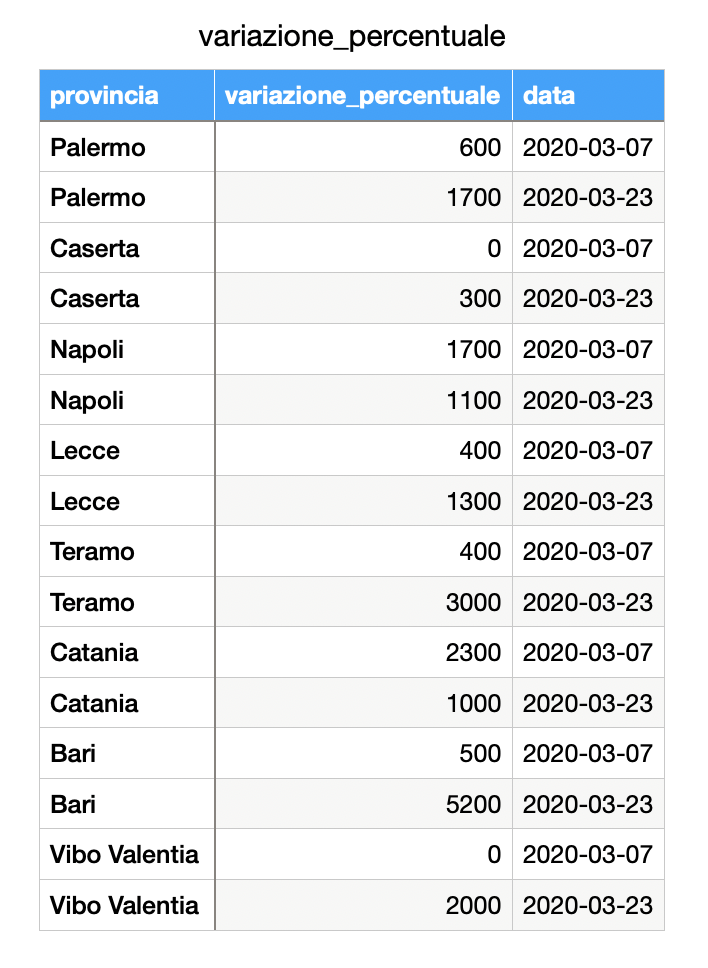 variazione_percentuale
provincia variazione_percentuale data
Palermo 600 2020-03-07
Palermo 1700 2020-03-23
Caserta 0 2020-03-07
Caserta 300 2020-03-23
Napoli 1700 2020-03-07
Napoli 1100 2020-03-23
Lecce 400 2020-03-07
Lecce 1300 2020-03-23
Teramo 400 2020-03-07
Teramo 3000 2020-03-23
Catania 2300 2020-03-07
Catania 1000 2020-03-23
Bari 500 2020-03-07
Bari 5200 2020-03-23
Vibo Valentia 0 2020-03-07
Vibo Valentia 2000 2020-03-23